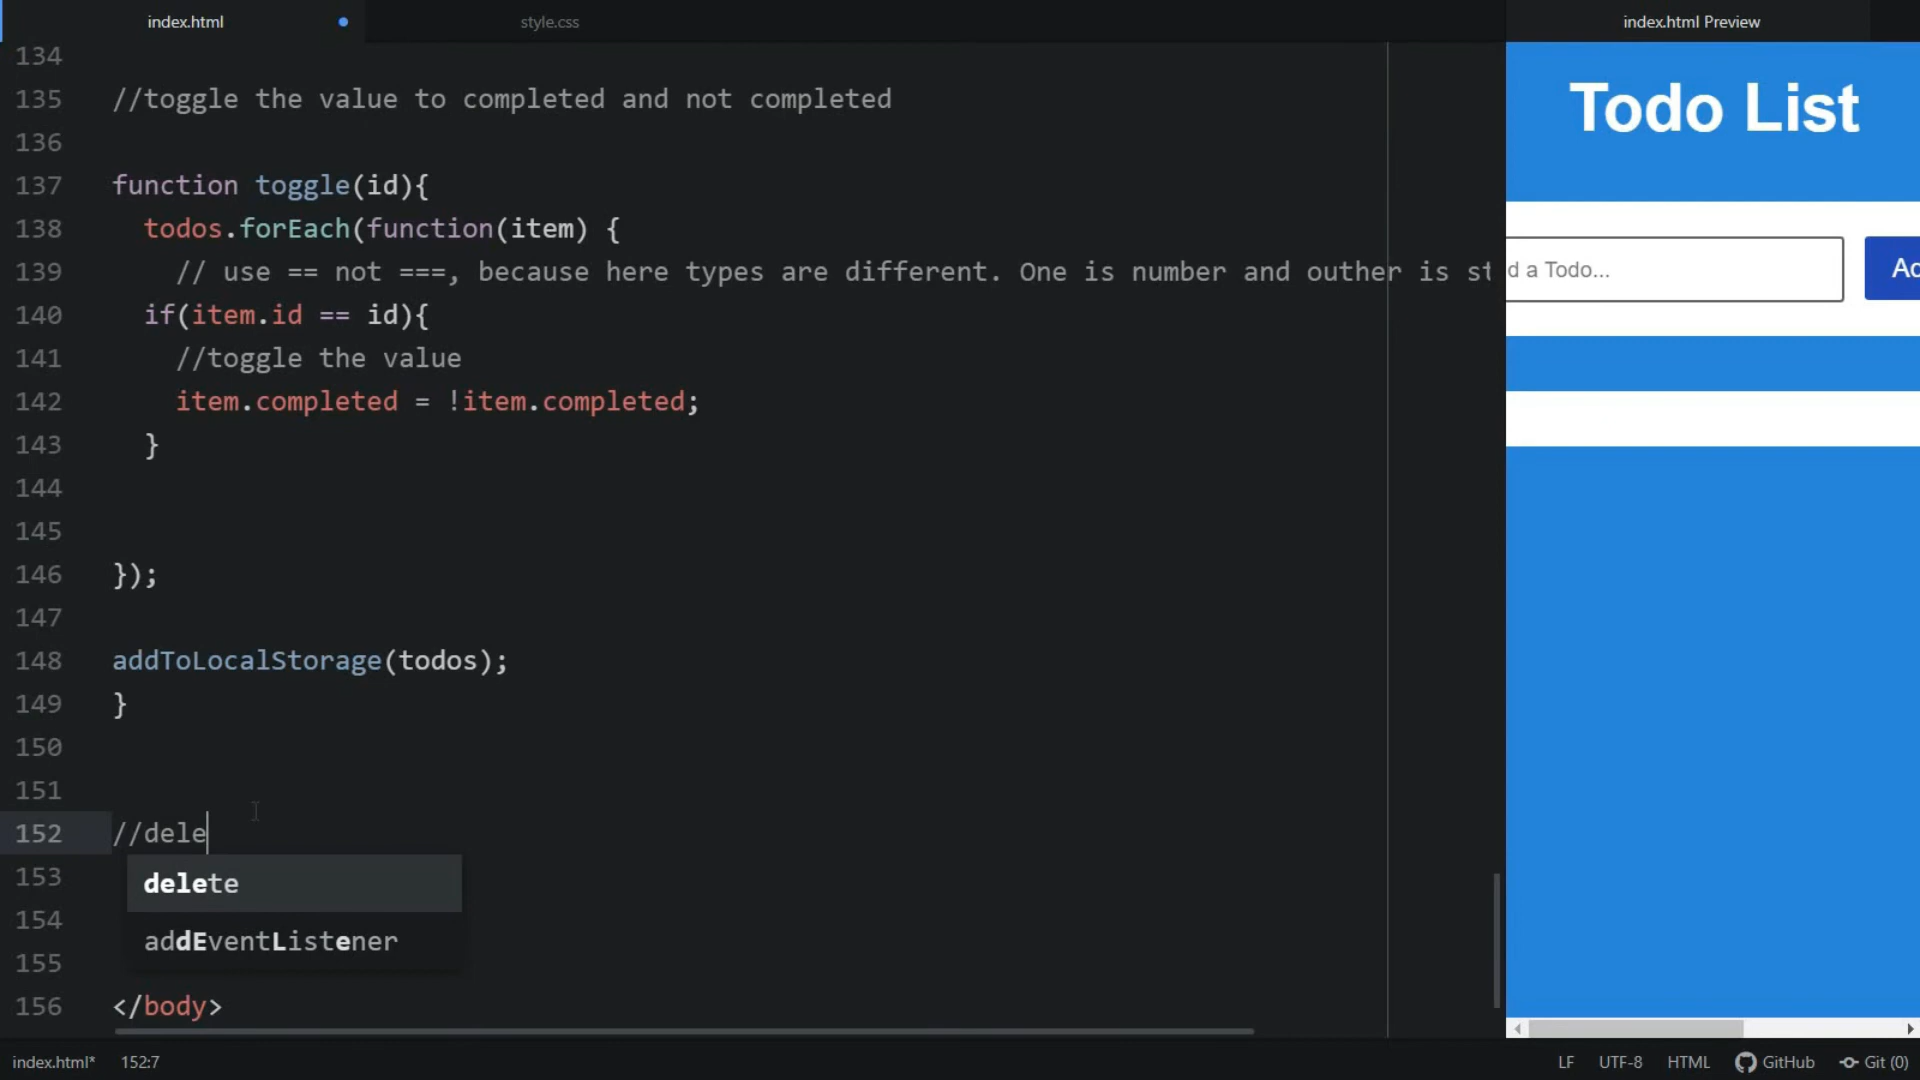 index.html
style.css
index.html Preview
134
135 //toggle the value to completed and not completed
136
137 function toggle(id){
138 todos.forEach(function(item) {
139 // use == not ===, because here types are different. One is number and outher is st
140 if(item.id == id){
141 //toggle the value
142 item.completed = !item.completed;
143 }
144
145
146 });
147
148 addToLocalStorage(todos);
149 }
150
151
152 //dele
153
delete
154
addEventListener
155
156 </body>
Todo List
d a Todo...
Ad
index.html* 152:7
LF UTF-8 HTML GitHub Git (0)